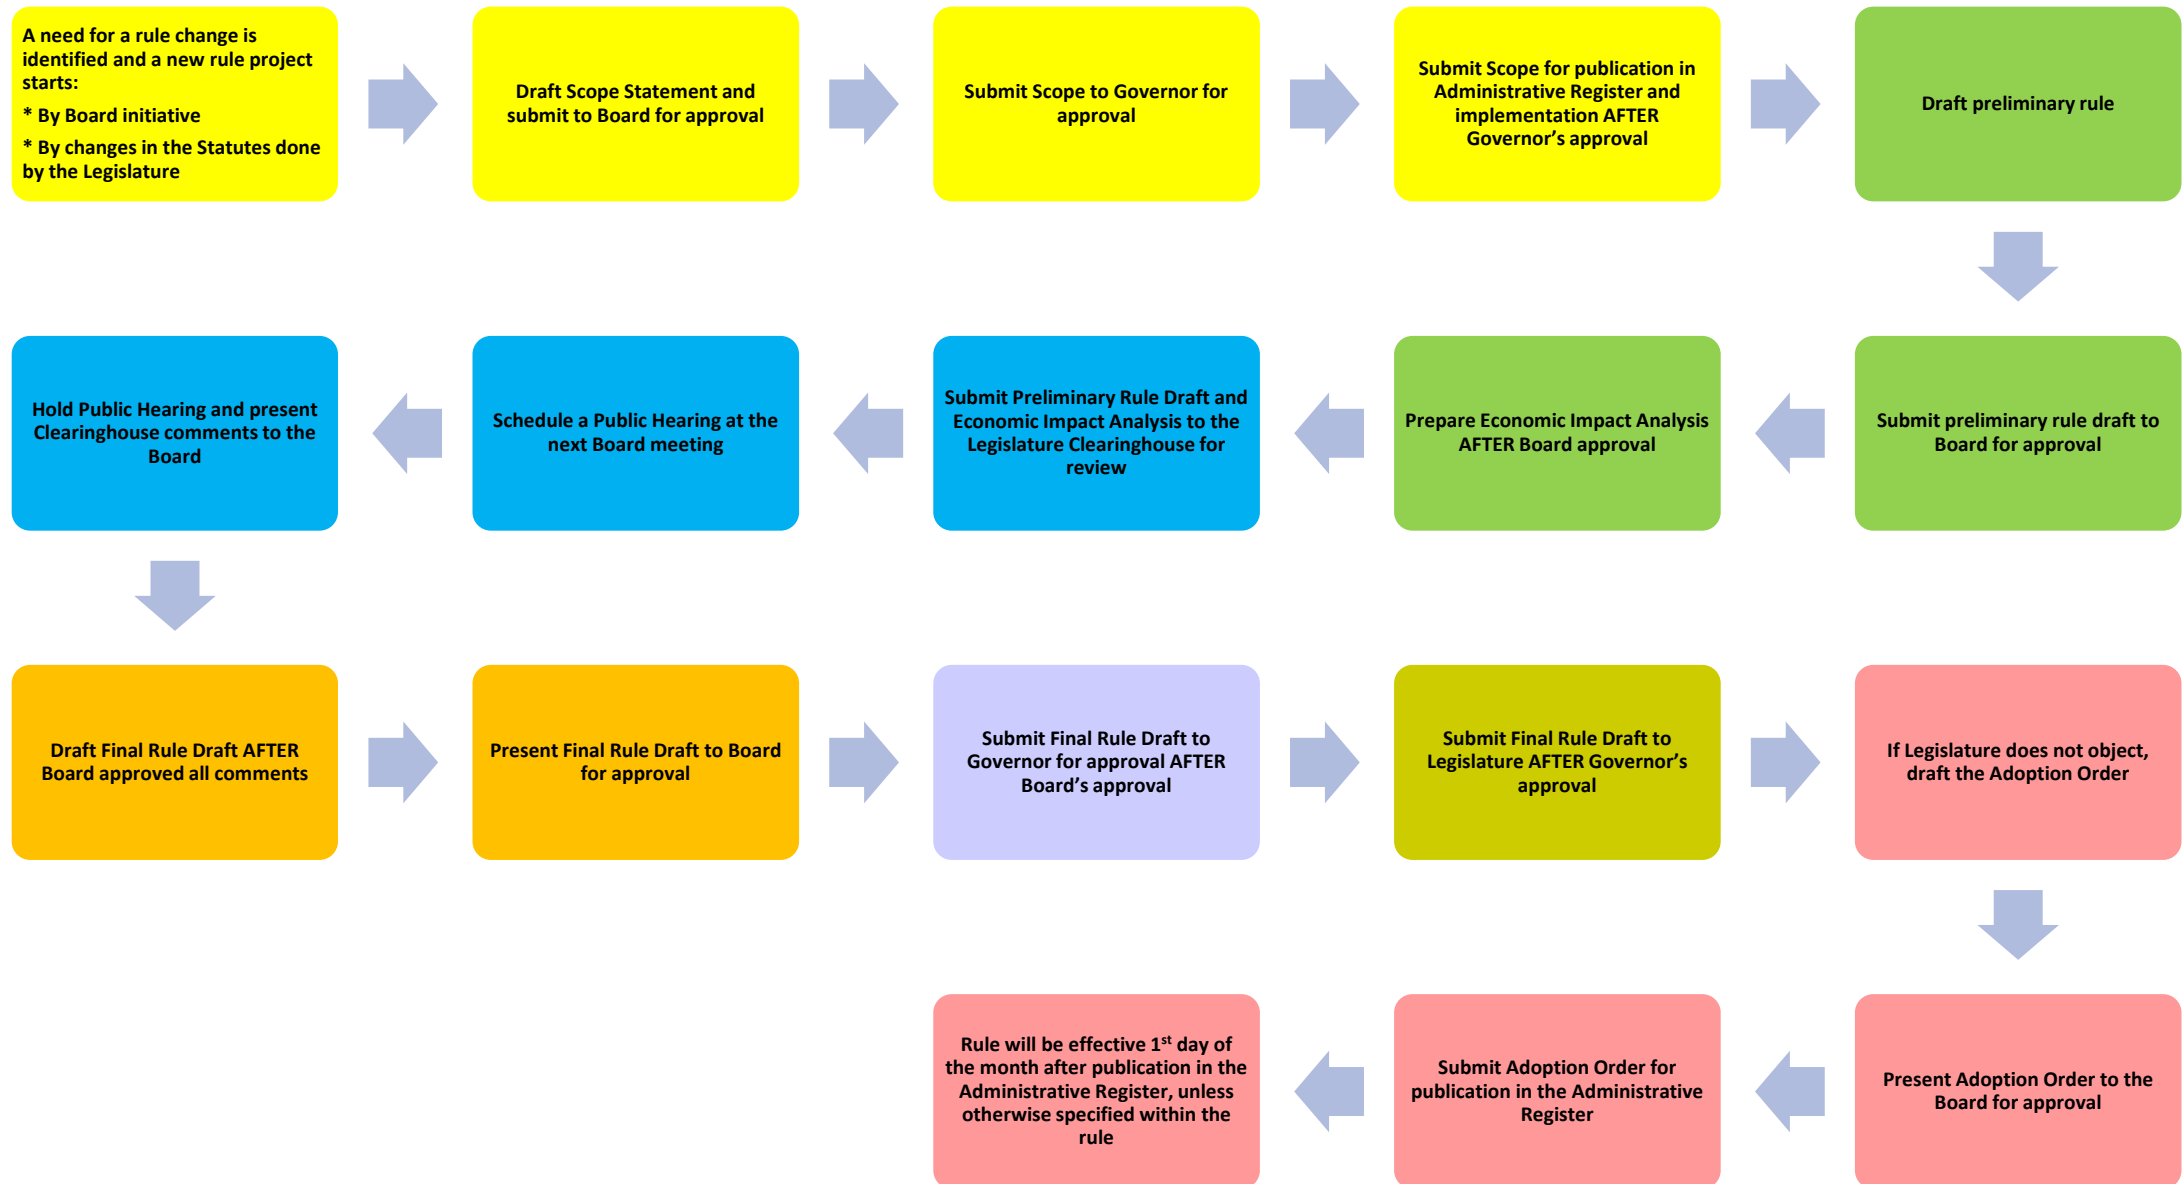 A need for a rule change is
identified and a new rule project
starts:
* By Board initiative
* By changes in the Statutes done
by the Legislature
Draft Scope Statement and
submit to Board for approval
Submit Scope to Governor for
approval
Submit Scope for publication in
Administrative Register and
implementation AFTER
Governor’s approval
Draft preliminary rule
Submit preliminary rule draft to
Board for approval
Prepare Economic Impact Analysis
AFTER Board approval
Submit Preliminary Rule Draft and
Economic Impact Analysis to the
Legislature Clearinghouse for
review
Schedule a Public Hearing at the
next Board meeting
Hold Public Hearing and present
Clearinghouse comments to the
Board
Draft Final Rule Draft AFTER
Board approved all comments
Present Final Rule Draft to Board
for approval
Submit Final Rule Draft to
Governor for approval AFTER
Board’s approval
Submit Final Rule Draft to
Legislature AFTER Governor’s
approval
If Legislature does not object,
draft the Adoption Order
Present Adoption Order to the
Board for approval
Submit Adoption Order for
publication in the Administrative
Register
Rule will be effective 1st day of
the month after publication in the
Administrative Register, unless
otherwise specified within the
rule